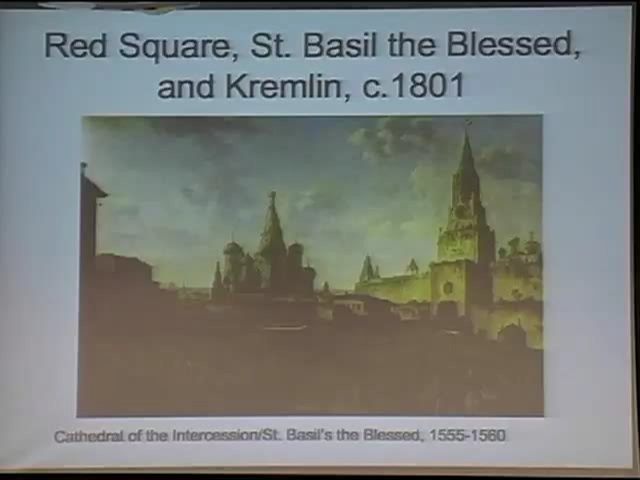 Red Square, St. Basil the Blessed,
and Kremlin, c.1801
Cathedral of the Intercession/St. Basil's the Blessed, 1555-1560